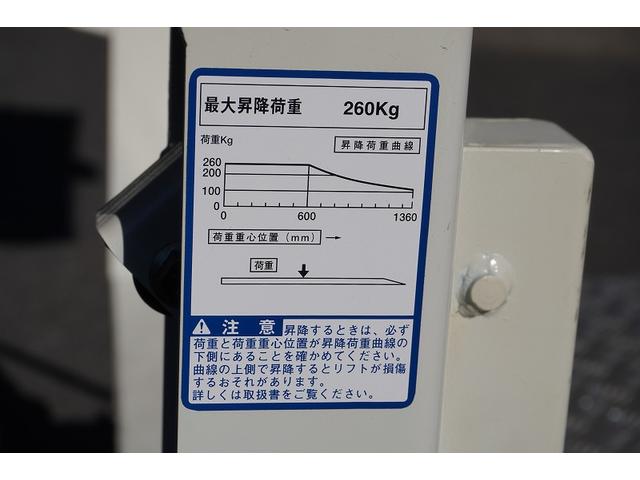 最大昇降荷重 260Kg
荷重Kg
昇降荷重曲線
260
200
100
0
0 600 1360
荷重重心位置(mm) →
荷重
注意 昇降するときは、必ず
荷重と荷重重心位置が昇降荷重曲線の
下側にあることを確かめてください。
曲線の上側で昇降するとリフトが損傷
するおそれがあります。
詳しくは取扱書をご覧ください。